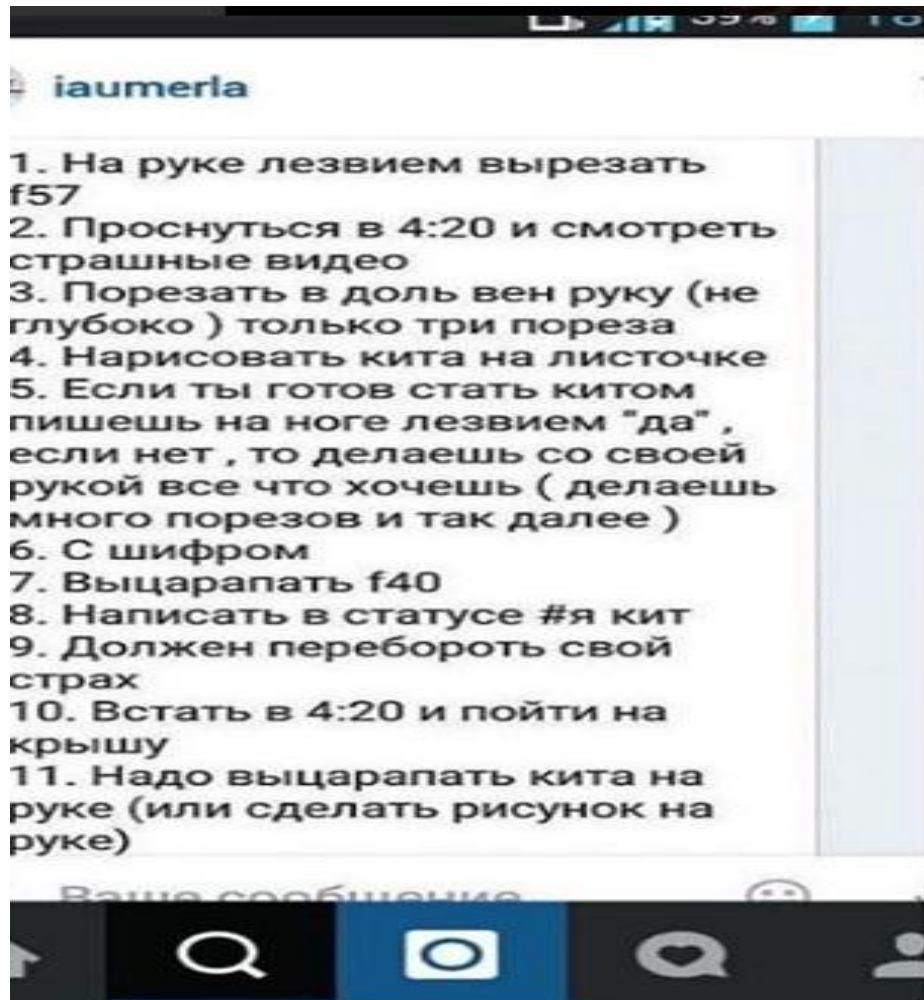 39%
iaumerla
1. На руке лезвием вырезать
f57
2. Проснуться в 4:20 и смотреть
страшные видео
3. Порезать в доль вен руку (не
глубоко ) только три пореза
4. Нарисовать кита на листочке
5. Если ты готов стать китом
пишешь на ноге лезвием "да" ,
если нет , то делаешь со своей
рукой все что хочешь ( делаешь
много порезов и так далее )
6. С шифром
7. Выцарапать f40
8. Написать в статусе #я кит
9. Должен перебороть свой
страх
10. Встать в 4:20 и пойти на
крышу
11. Надо выцарапать кита на
руке (или сделать рисунок на
руке)
Ваше сообщение